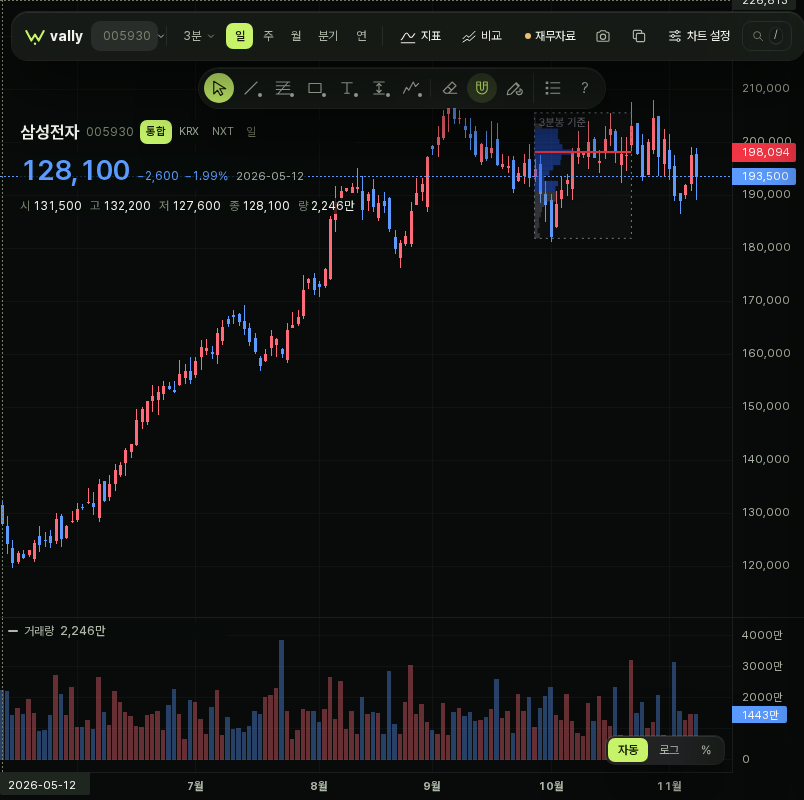 226,813
vally 005930 3분 일 주 월 분기 연 지표 비교 재무자료 차트 설정 /
T ?
210,000
삼성전자 005930 통합 KRX NXT 일
3분봉 기준
200,000
198,094
128,100 −2,600 −1.99% 2026-05-12
193,500
190,000
시 131,500 고 132,200 저 127,600 종 128,100 량 2,246만
180,000
170,000
160,000
150,000
140,000
130,000
120,000
거래량 2,246만
4000만
3000만
2000만
1443만
자동 로그 %
0
2026-05-12 7월 8월 9월 10월 11월